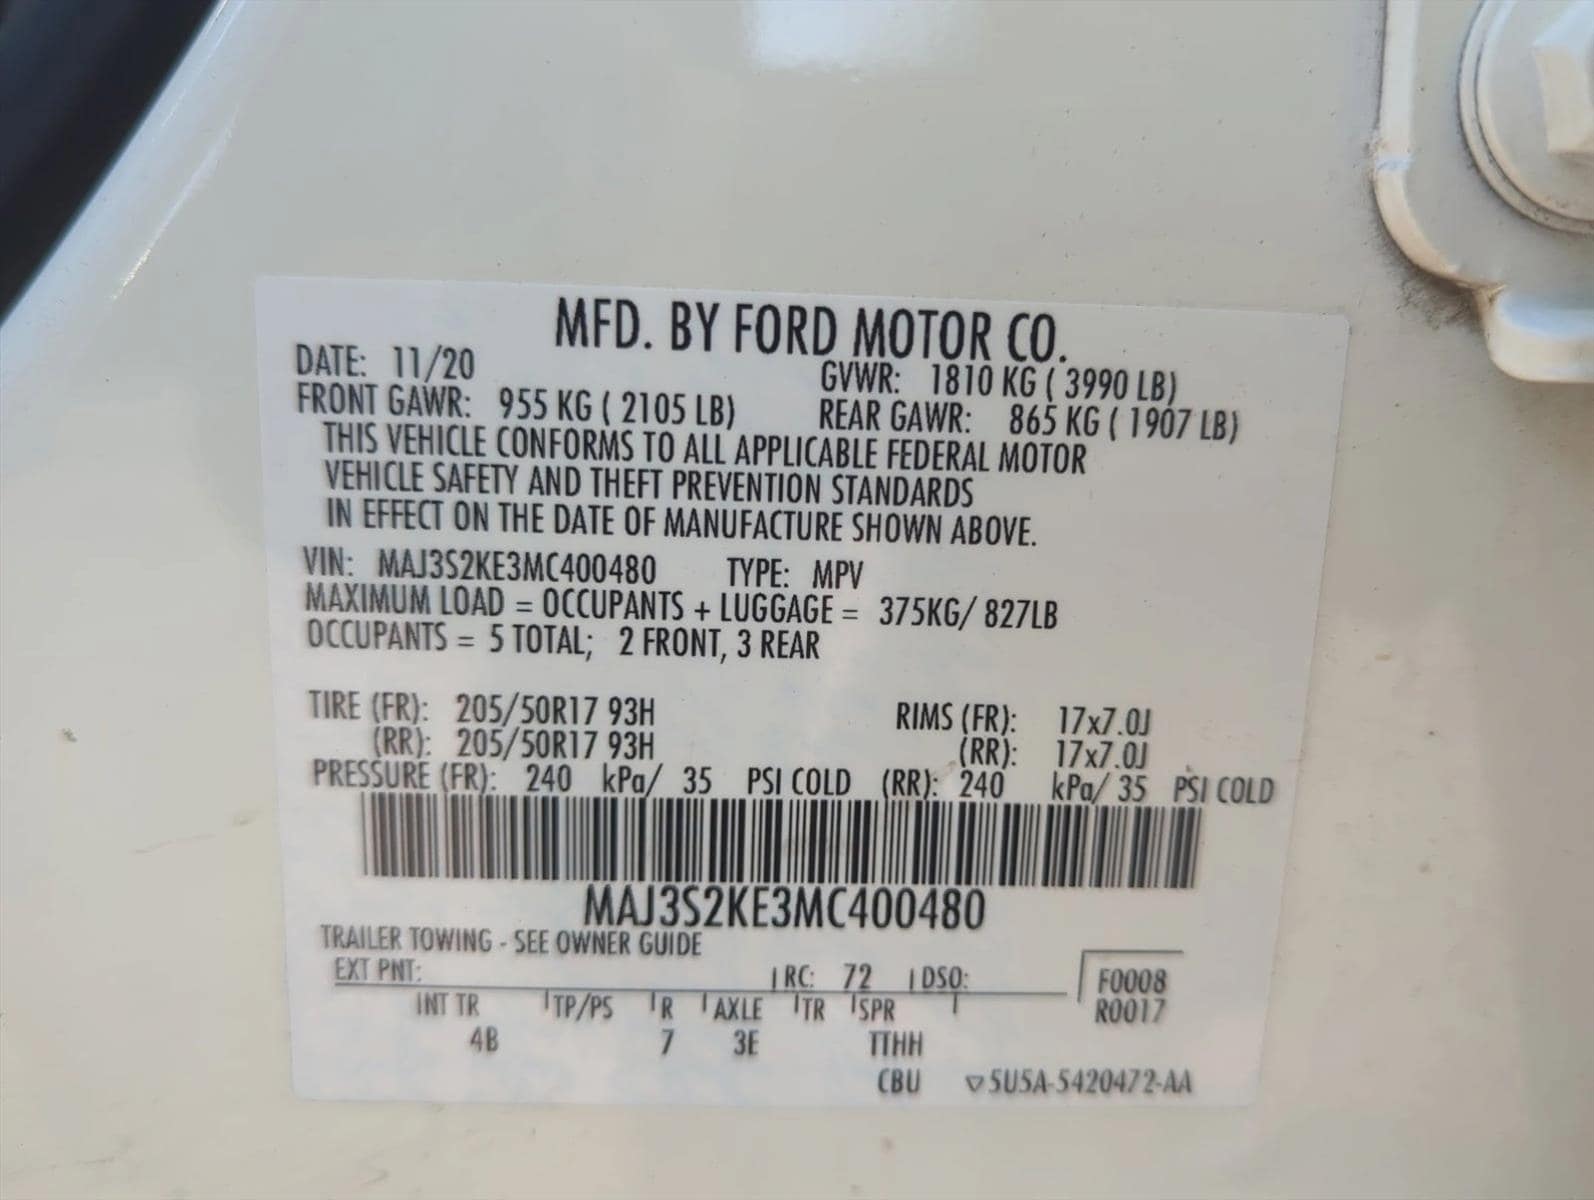 MFD. BY FORD MOTOR CO.
DATE: 11/20 GVWR: 1810 KG ( 3990 LB)
FRONT GAWR: 955 KG ( 2105 LB) REAR GAWR: 865 KG ( 1907 LB)
THIS VEHICLE CONFORMS TO ALL APPLICABLE FEDERAL MOTOR
VEHICLE SAFETY AND THEFT PREVENTION STANDARDS
IN EFFECT ON THE DATE OF MANUFACTURE SHOWN ABOVE.
VIN: MAJ3S2KE3MC400480 TYPE: MPV
MAXIMUM LOAD = OCCUPANTS + LUGGAGE = 375KG/ 827LB
OCCUPANTS = 5 TOTAL; 2 FRONT, 3 REAR
TIRE (FR): 205/50R17 93H RIMS (FR): 17x7.0J
(RR): 205/50R17 93H (RR): 17x7.0J
PRESSURE (FR): 240 kPa/ 35 PSI COLD (RR): 240 kPa/ 35 PSI COLD
MAJ3S2KE3MC400480
TRAILER TOWING - SEE OWNER GUIDE
EXT PNT: RC: 72 DSO: F0008
INT TR TP/PS R AXLE TR SPR R0017
4B 7 3E TTHH
CBU ▽5U5A-5420472-AA